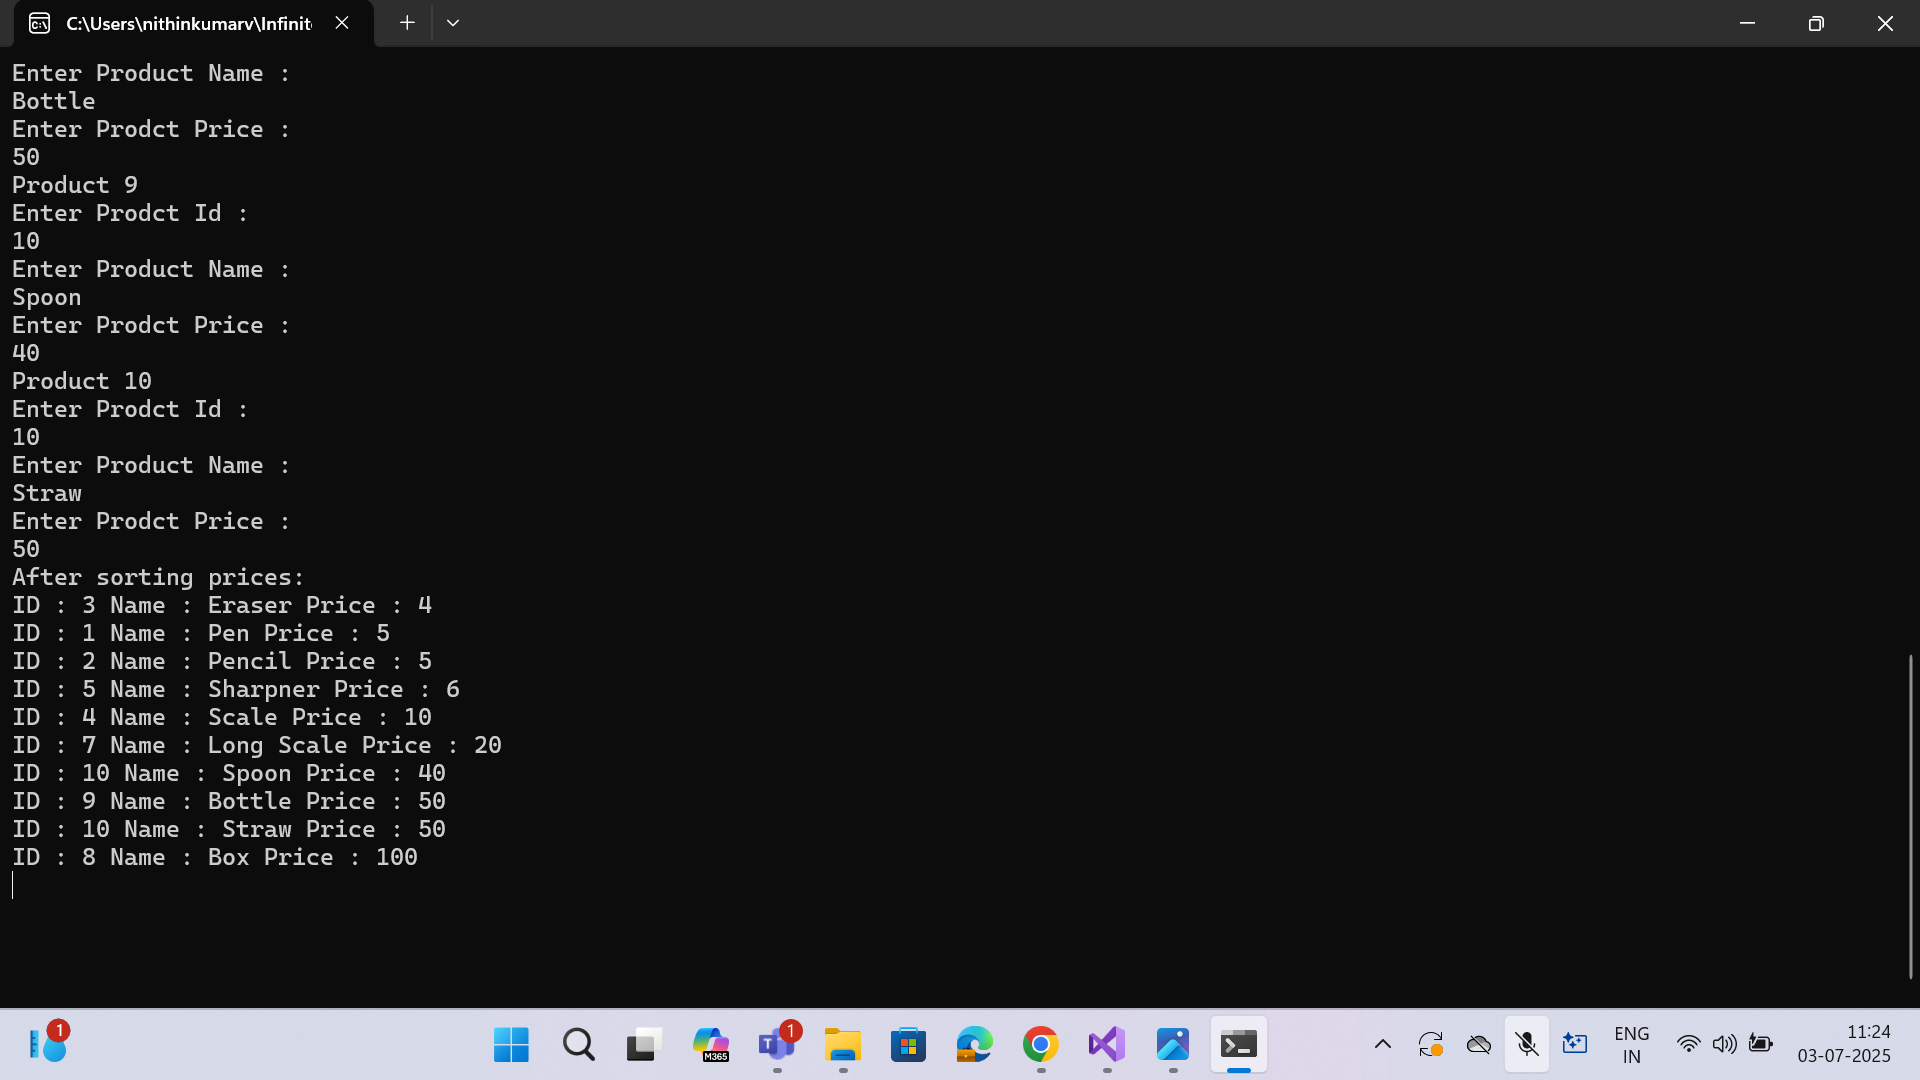 C:\Users\nithinkumarv\Infinit
Enter Product Name :
Bottle
Enter Prodct Price :
50
Product 9
Enter Prodct Id :
10
Enter Product Name :
Spoon
Enter Prodct Price :
40
Product 10
Enter Prodct Id :
10
Enter Product Name :
Straw
Enter Prodct Price :
50
After sorting prices:
ID : 3 Name : Eraser Price : 4
ID : 1 Name : Pen Price : 5
ID : 2 Name : Pencil Price : 5
ID : 5 Name : Sharpner Price : 6
ID : 4 Name : Scale Price : 10
ID : 7 Name : Long Scale Price : 20
ID : 10 Name : Spoon Price : 40
ID : 9 Name : Bottle Price : 50
ID : 10 Name : Straw Price : 50
ID : 8 Name : Box Price : 100
1
M365
T
1
ENG
IN
11:24
03-07-2025